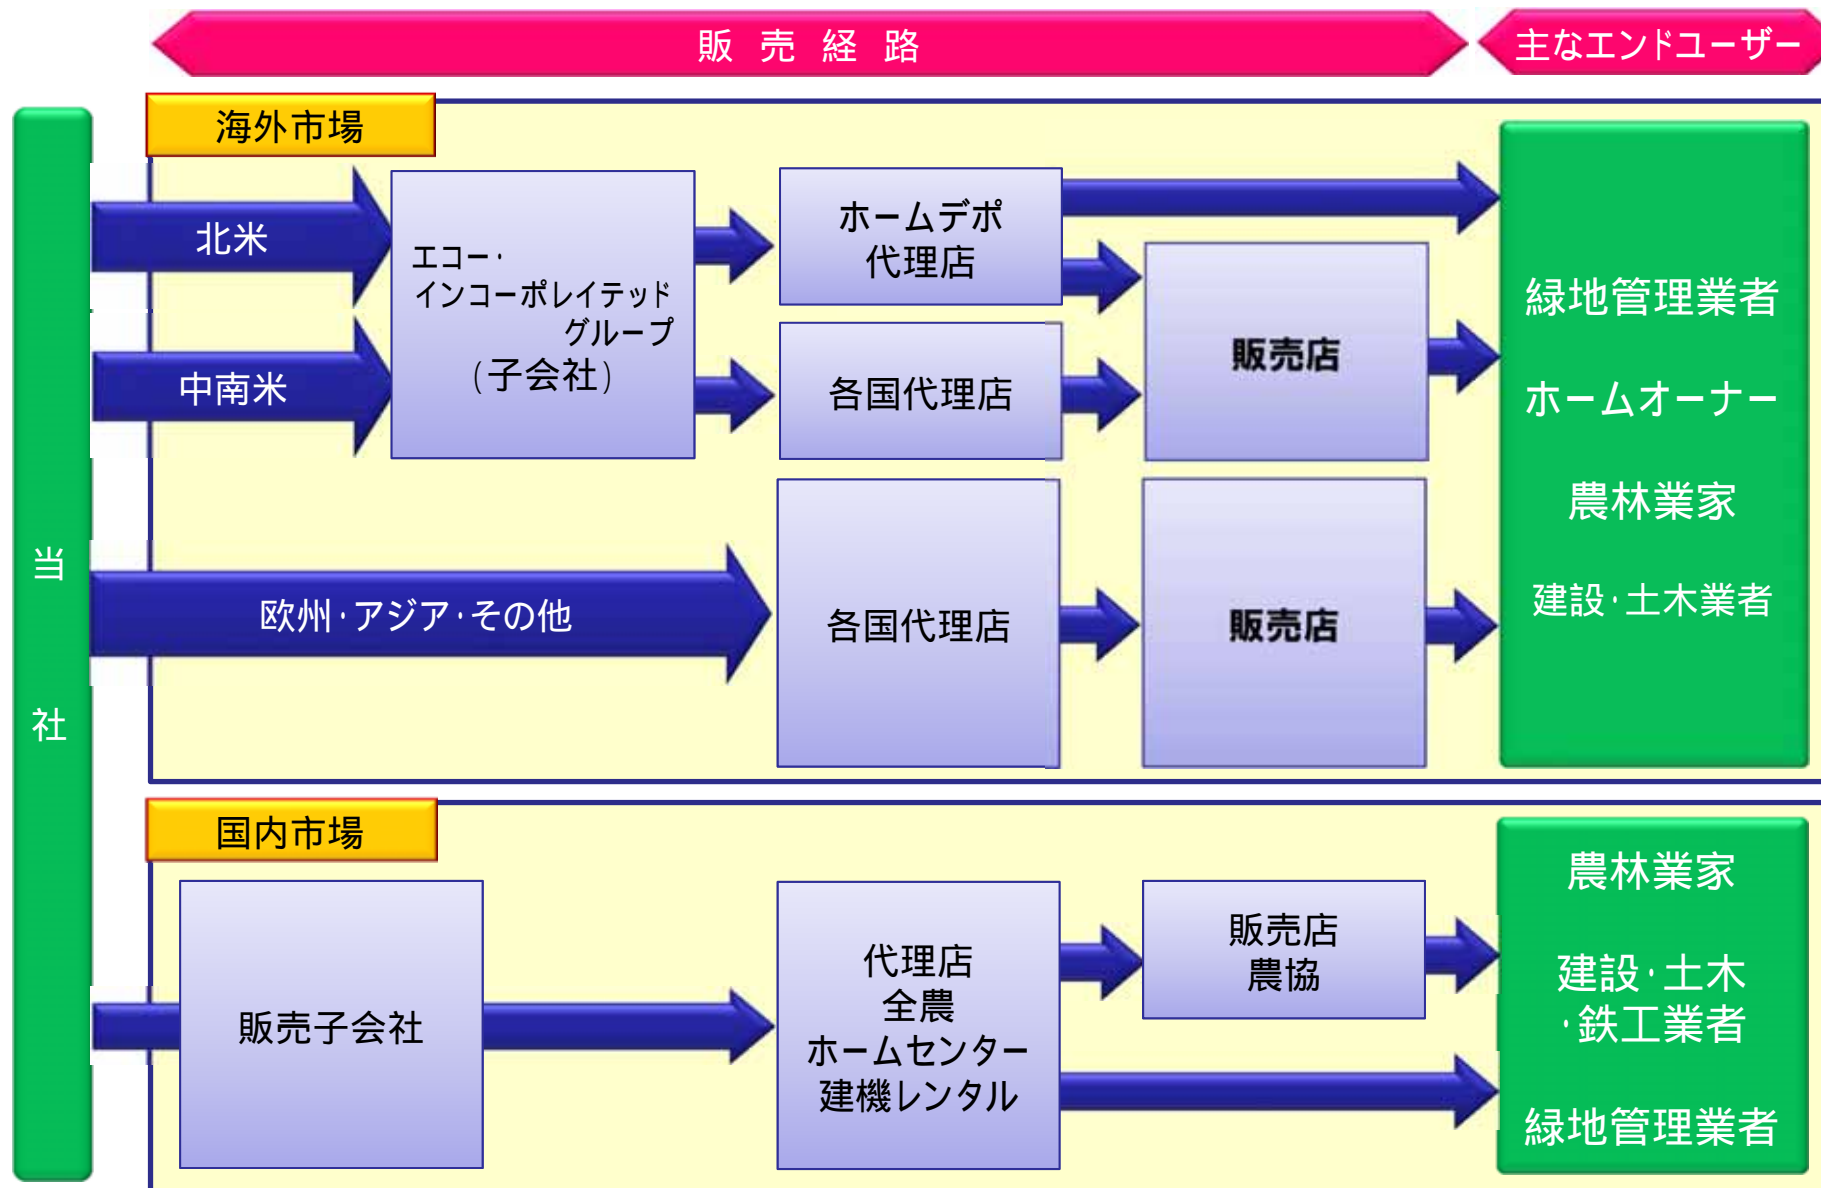 販売経路
主なエンドユーザー
当
社
海外市場
北米
中南米
エコー・
インコーポレイテッド
グループ
(子会社)
ホームデポ
代理店
各国代理店
販売店
欧州・アジア・その他
各国代理店
販売店
緑地管理業者
ホームオーナー
農林業家
建設・土木業者
国内市場
販売子会社
代理店
全農
ホームセンター
建機レンタル
販売店
農協
農林業家
建設・土木
・鉄工業者
緑地管理業者